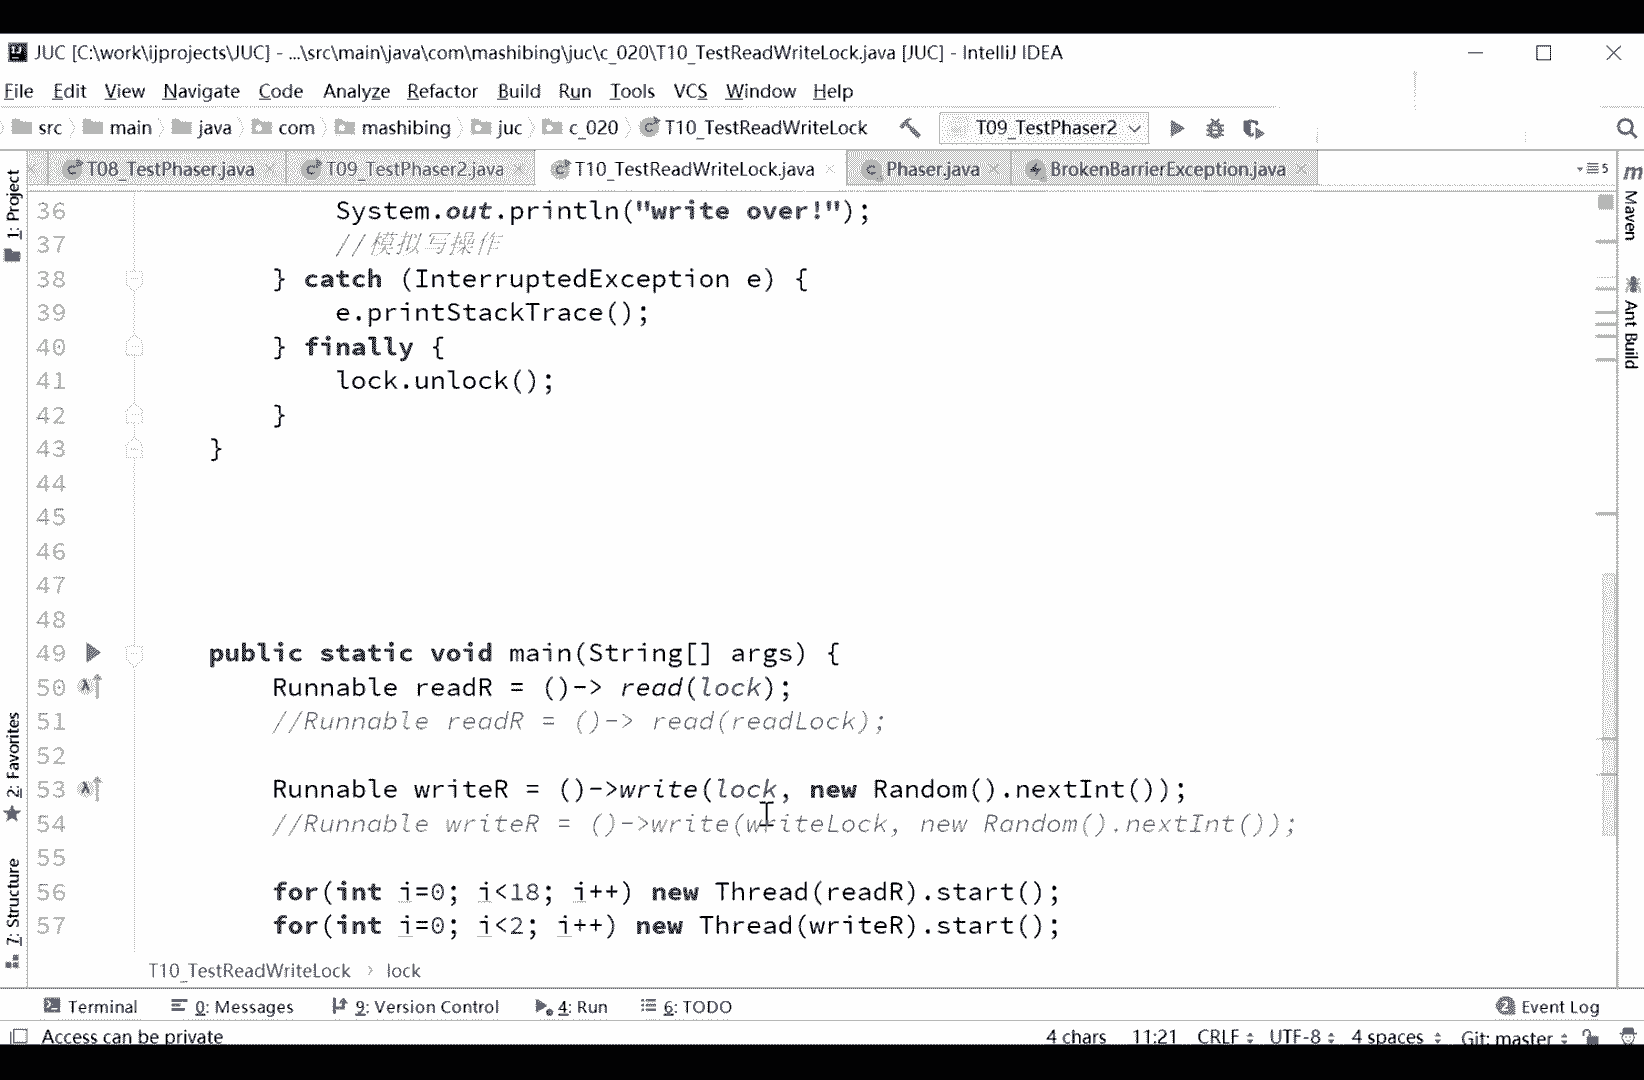 JUC [C:\work\ijprojects\JUC] - ...\src\main\java\com\mashibing\juc\c_020\T10_TestReadWriteLock.java [JUC] - IntelliJ IDEA
File Edit View Navigate Code Analyze Refactor Build Run Tools VCS Window Help
src main java com mashibing juc c_020 T10_TestReadWriteLock T09_TestPhaser2
T08_TestPhaser.java T09_TestPhaser2.java T10_TestReadWriteLock.java Phaser.java BrokenBarrierException.java 5
1: Project
Maven
Ant Build
2: Favorites
7: Structure
36 System.out.println("write over!");
37 //模拟写操作
38 } catch (InterruptedException e) {
39 e.printStackTrace();
40 } finally {
41 lock.unlock();
42 }
43 }
44
45
46
47
48
49 public static void main(String[] args) {
50 Runnable readR = ()-> read(lock);
51 //Runnable readR = ()-> read(readLock);
52
53 Runnable writeR = ()->write(lock, new Random().nextInt());
54 //Runnable writeR = ()->write(writeLock, new Random().nextInt());
55
56 for(int i=0; i<18; i++) new Thread(readR).start();
57 for(int i=0; i<2; i++) new Thread(writeR).start();
T10_TestReadWriteLock › lock
Terminal 0: Messages 9: Version Control 4: Run 6: TODO 2 Event Log
Access can be private 4 chars 11:21 CRLF UTF-8 4 spaces Git: master